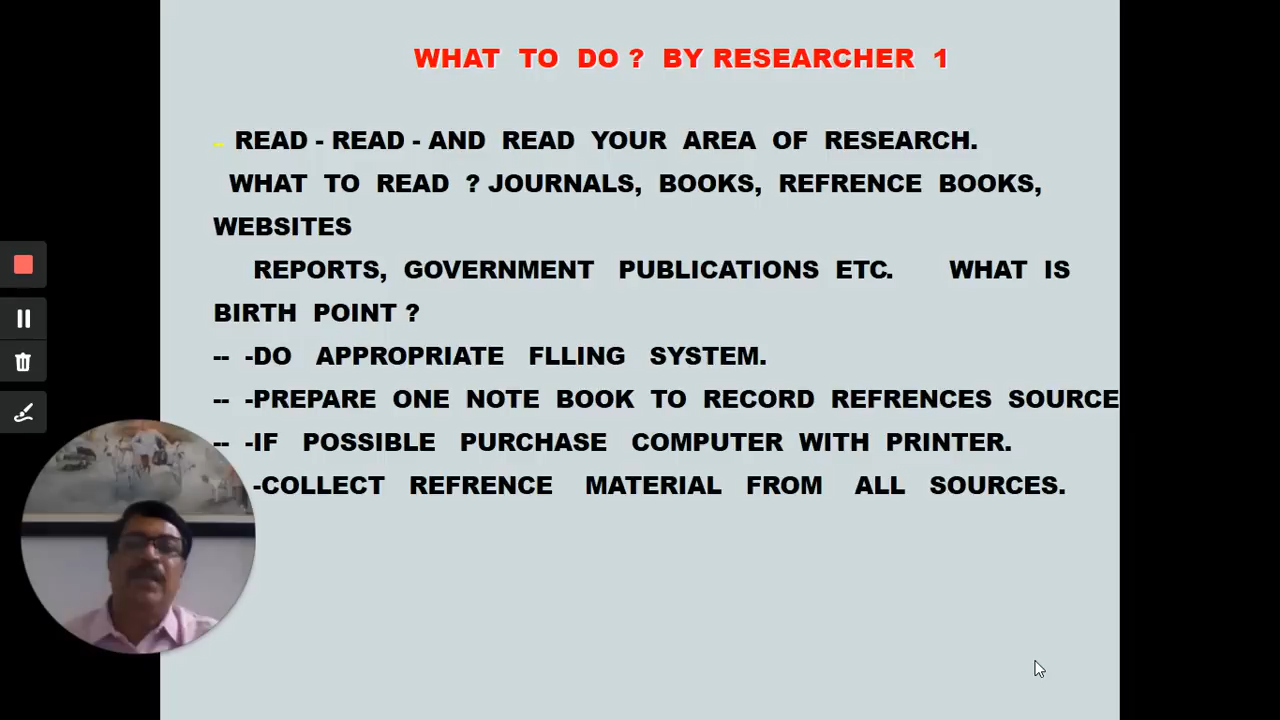 WHAT TO DO ? BY RESEARCHER 1
- READ - READ - AND READ YOUR AREA OF RESEARCH.
WHAT TO READ ? JOURNALS, BOOKS, REFRENCE BOOKS,
WEBSITES
REPORTS, GOVERNMENT PUBLICATIONS ETC. WHAT IS
BIRTH POINT ?
-- -DO APPROPRIATE FLLING SYSTEM.
-- -PREPARE ONE NOTE BOOK TO RECORD REFRENCES SOURCE
-- -IF POSSIBLE PURCHASE COMPUTER WITH PRINTER.
-COLLECT REFRENCE MATERIAL FROM ALL SOURCES.